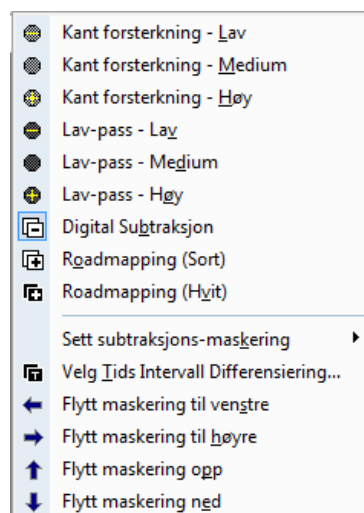 Kant forsterkning - Lav
Kant forsterkning - Medium
Kant forsterkning - Høy
Lav-pass - Lav
Lav-pass - Medium
Lav-pass - Høy
Digital Subtraksjon
Roadmapping (Sort)
Roadmapping (Hvit)
Sett subtraksjons-maskering
Velg Tids Intervall Differensiering...
Flytt maskering til venstre
Flytt maskering til høyre
Flytt maskering opp
Flytt maskering ned